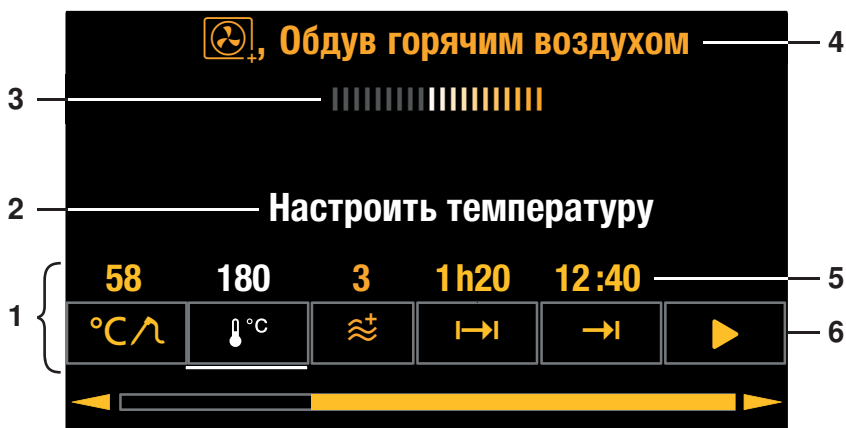 , Обдув горячим воздухом 4
3
2 Настроить температуру
58 180 3 1h20 12:40 5
1 °C °C 6